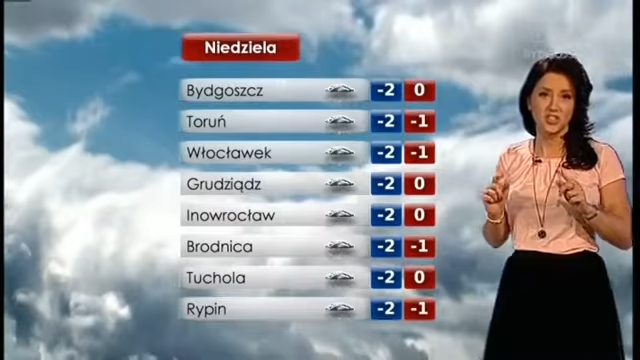 Niedziela
Bydgoszcz -2 0
Toruń -2 -1
Włocławek -2 -1
Grudziądz -2 0
Inowrocław -2 0
Brodnica -2 -1
Tuchola -2 0
Rypin -2 -1